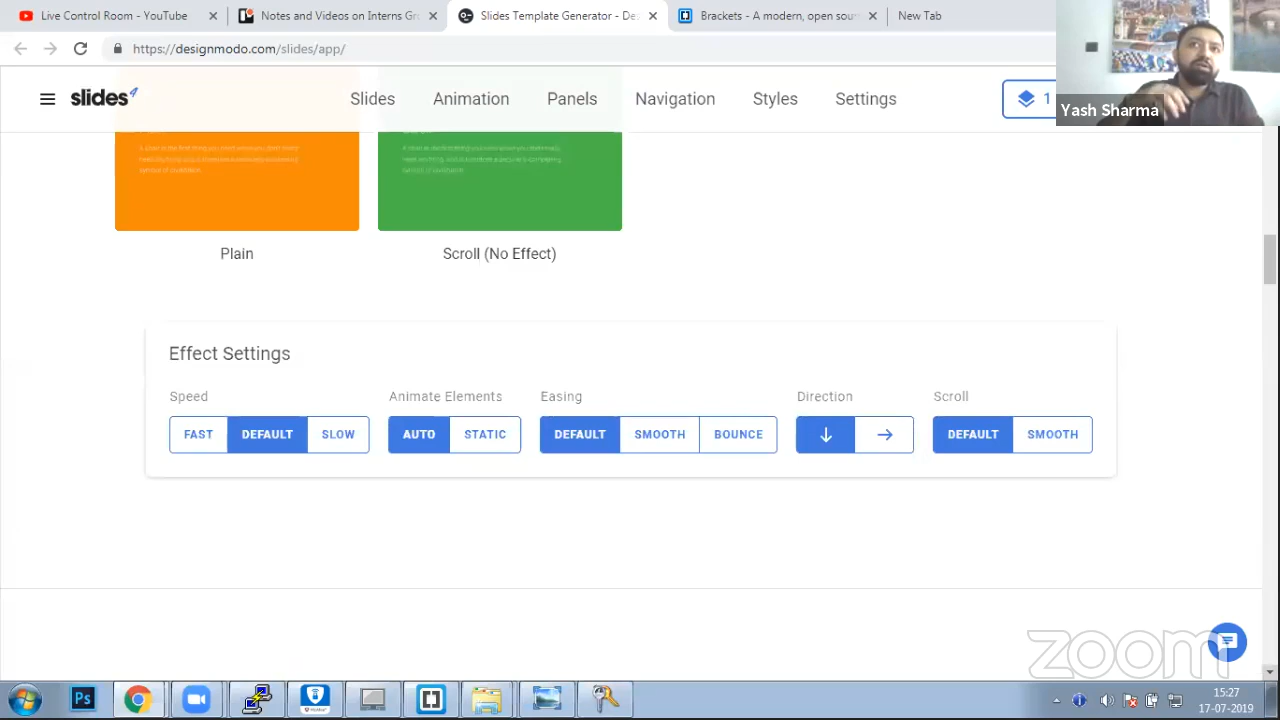 Live Control Room - YouTube
Notes and Videos on Interns Gr
Slides Template Generator - De
Brackets - A modern, open sou
New Tab
https://designmodo.com/slides/app/
slides
4
Slides
Animation
Panels
Navigation
Styles
Settings
1
Yash Sharma
Plain
Scroll (No Effect)
Effect Settings
Speed
Animate Elements
Easing
Direction
Scroll
FAST
DEFAULT
SLOW
AUTO
STATIC
DEFAULT
SMOOTH
BOUNCE
DEFAULT
SMOOTH
zoom
Ps
15:27
17-07-2019